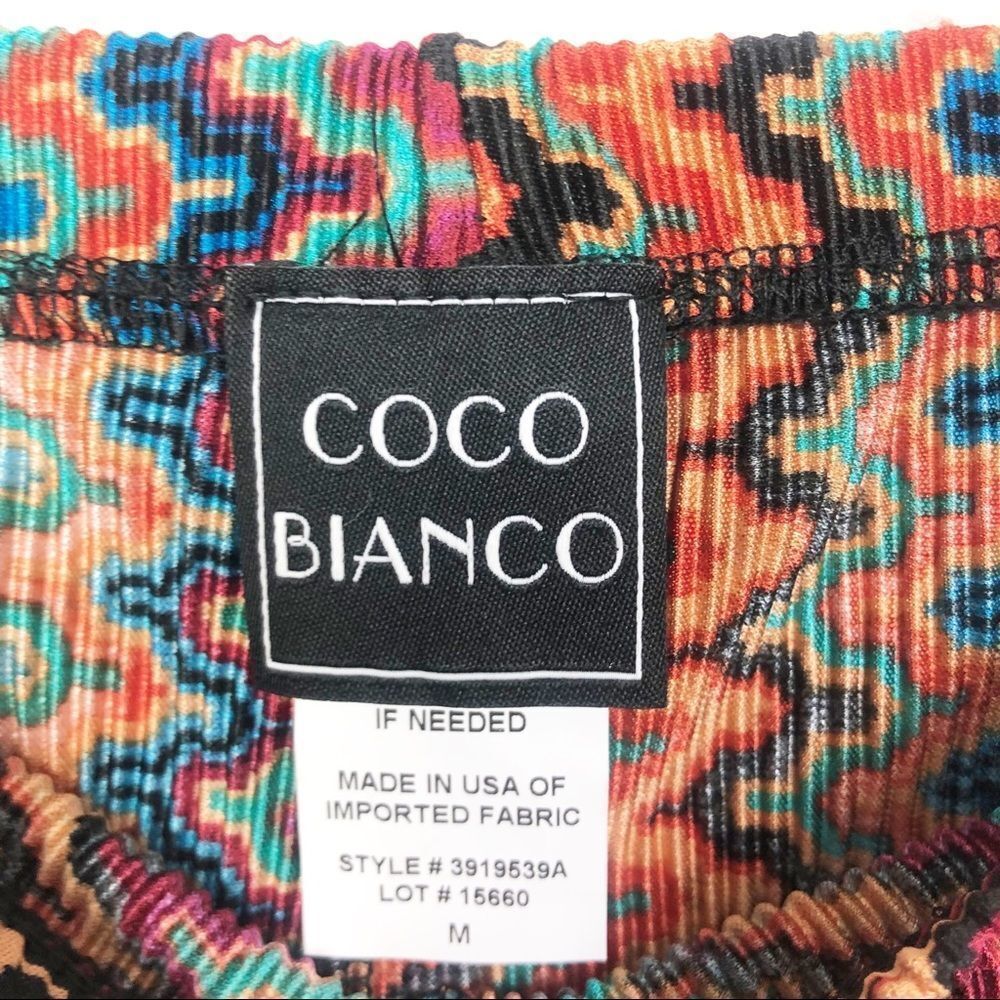 COCO
BIANCO
IF NEEDED
MADE IN USA OF
IMPORTED FABRIC
STYLE # 3919539A
LOT # 15660
M